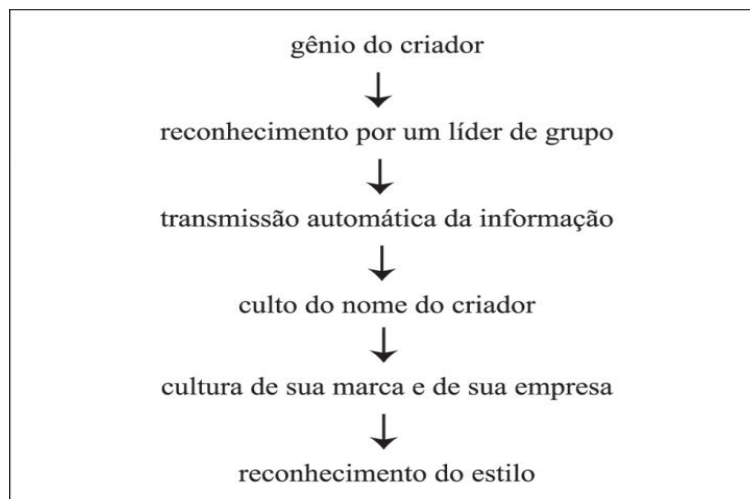 gênio do criador
reconhecimento por um líder de grupo
transmissão automática da informação
culto do nome do criador
cultura de sua marca e de sua empresa
reconhecimento do estilo